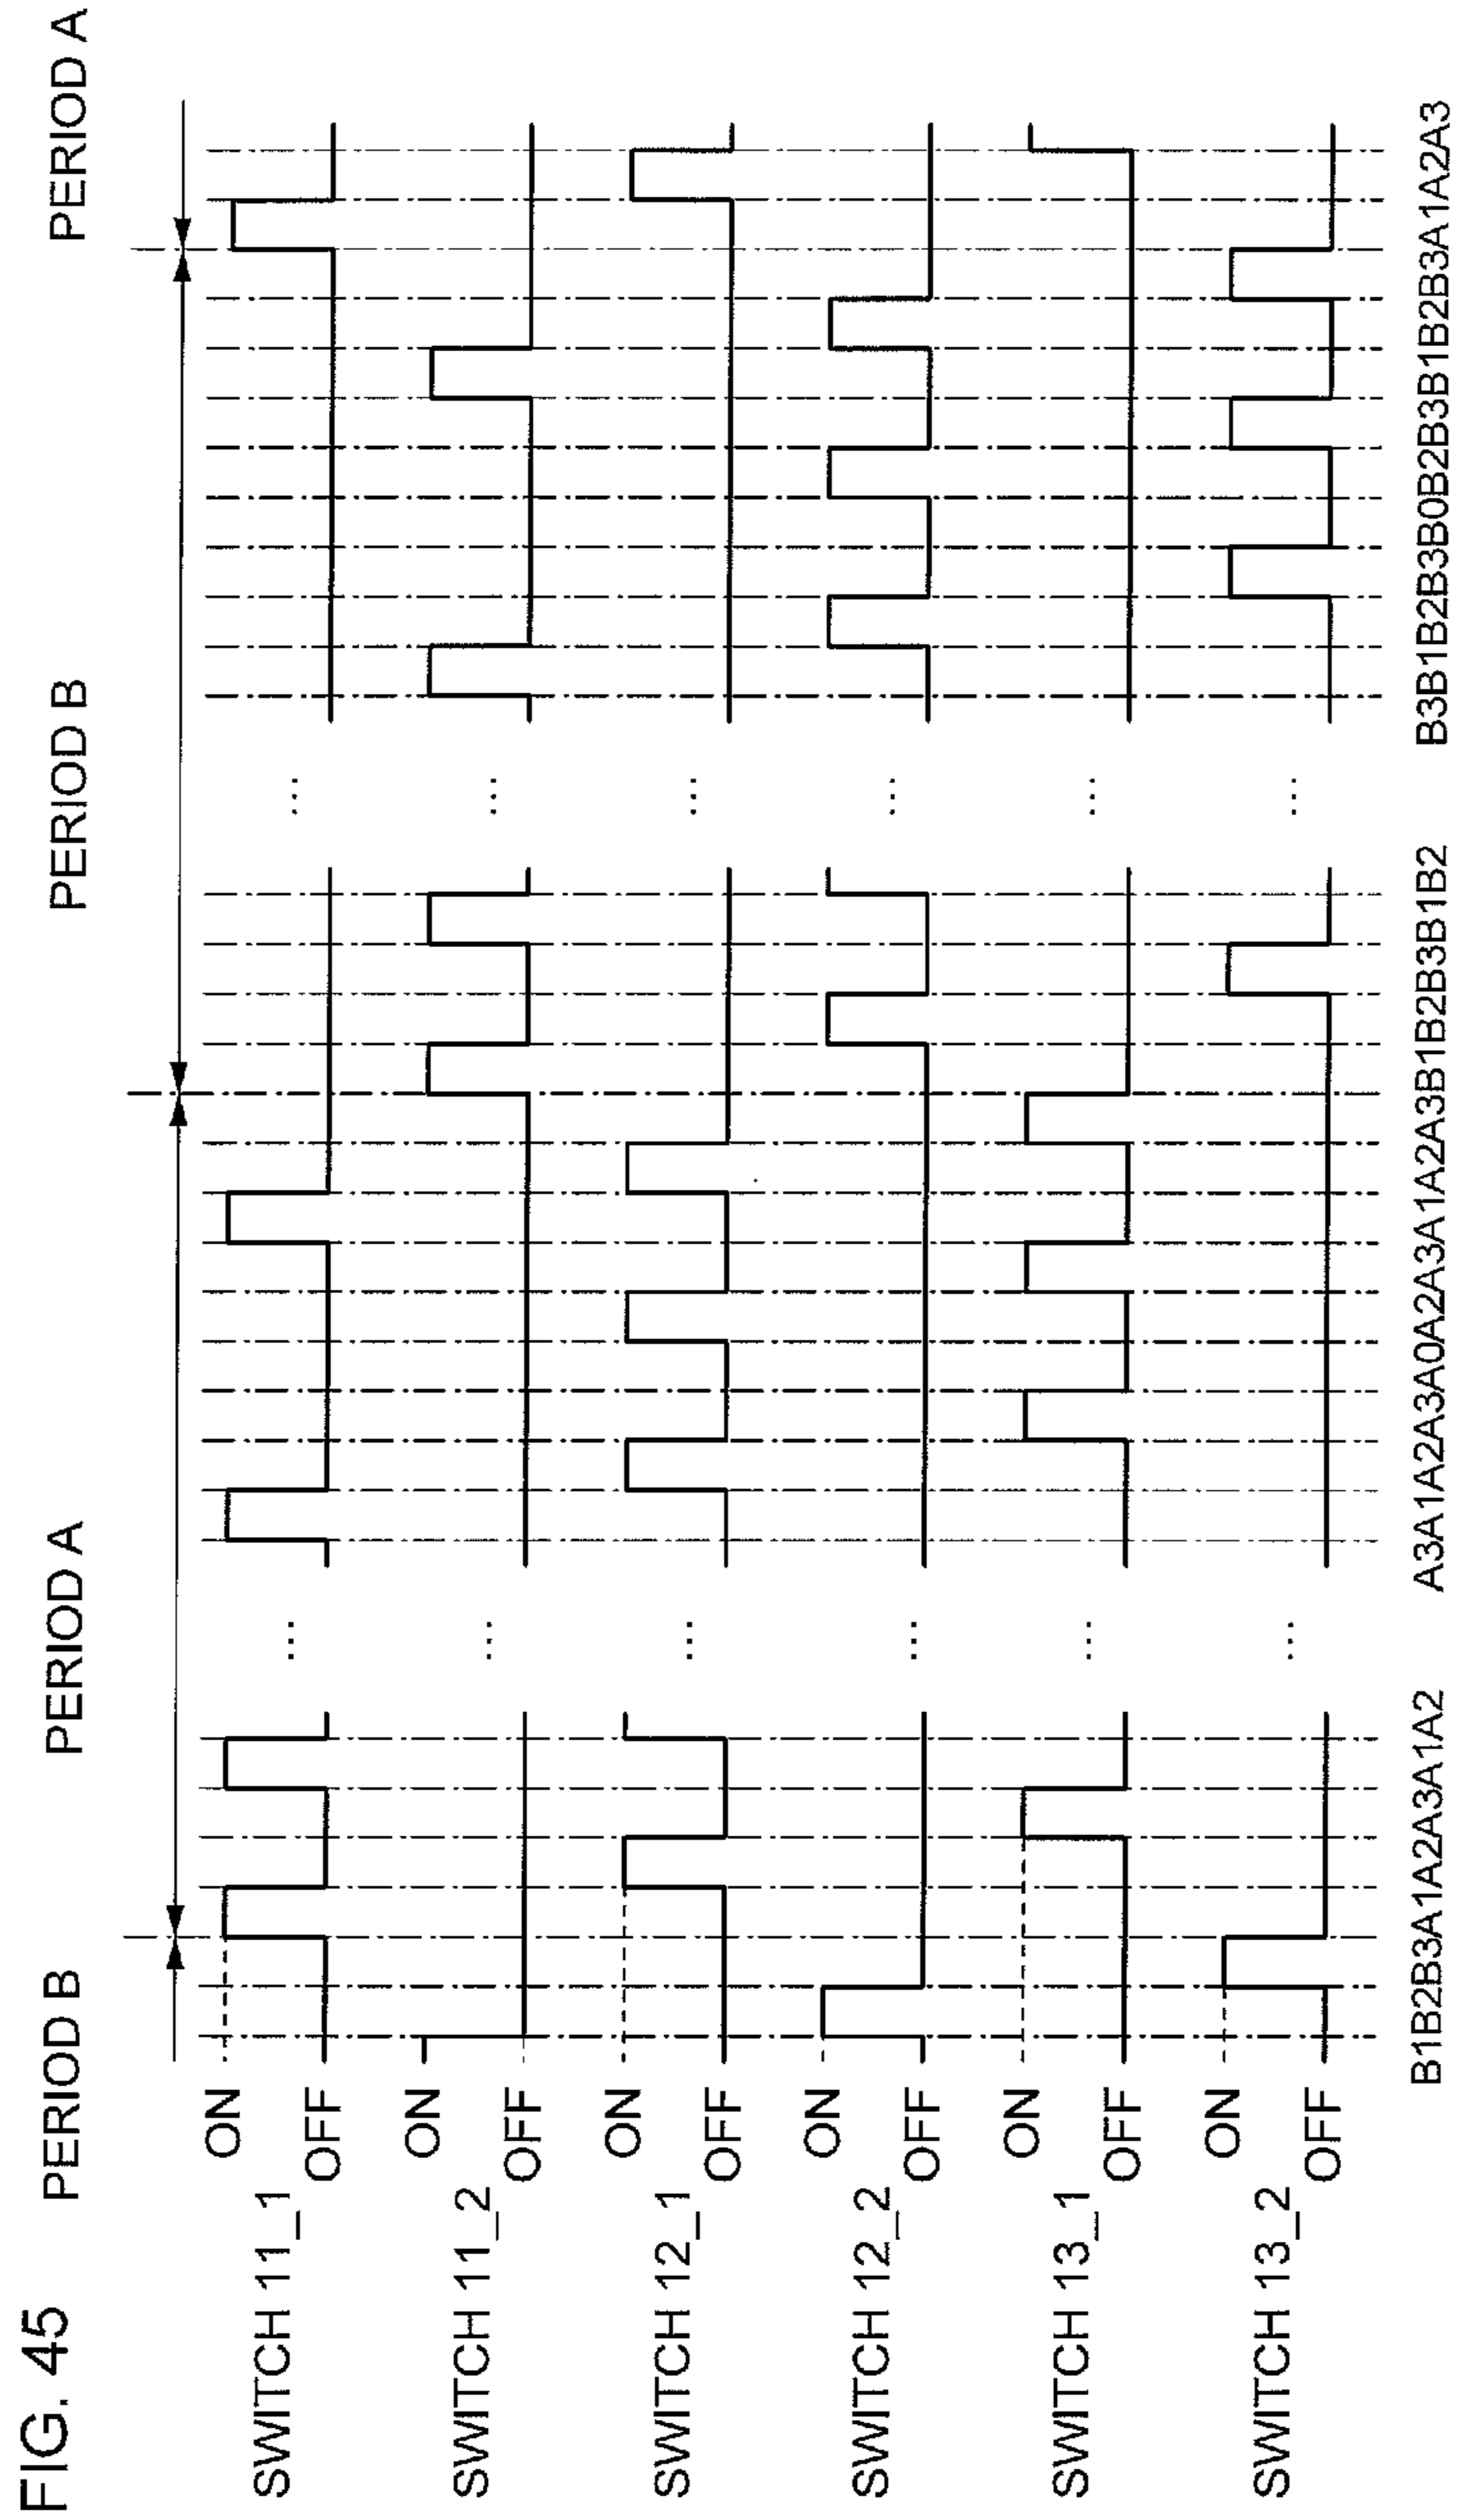 FIG. 45
PERIOD B
PERIOD A
PERIOD B
PERIOD A
SWITCH 11_1
ON
OFF
...
...
SWITCH 11_2
ON
OFF
...
...
SWITCH 12_1
ON
OFF
...
...
SWITCH 12_2
ON
OFF
...
...
SWITCH 13_1
ON
OFF
...
...
SWITCH 13_2
ON
OFF
...
...
B1B2B3A1A2A3A1A2
A3A1A2A3A0A2A3A1A2A3B1B2B3B1B2
B3B1B2B3B0B2B3B1B2B3A1A2A3